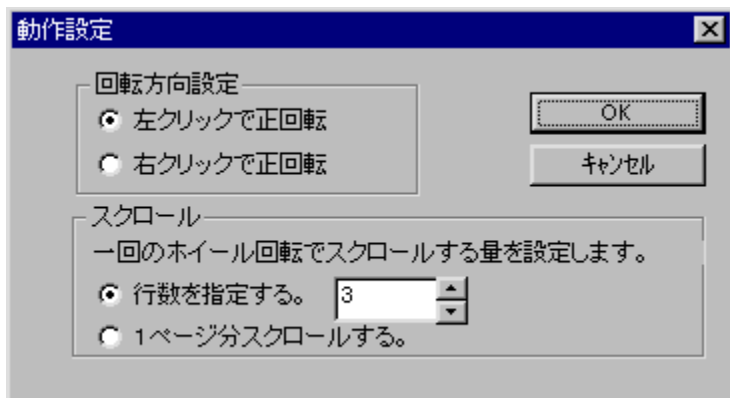 動作設定
回転方向設定
左クリックで正回転
右クリックで正回転
OK
キャンセル
スクロール
一回のホイール回転でスクロールする量を設定します。
行数を指定する。 3
1ページ分スクロールする。